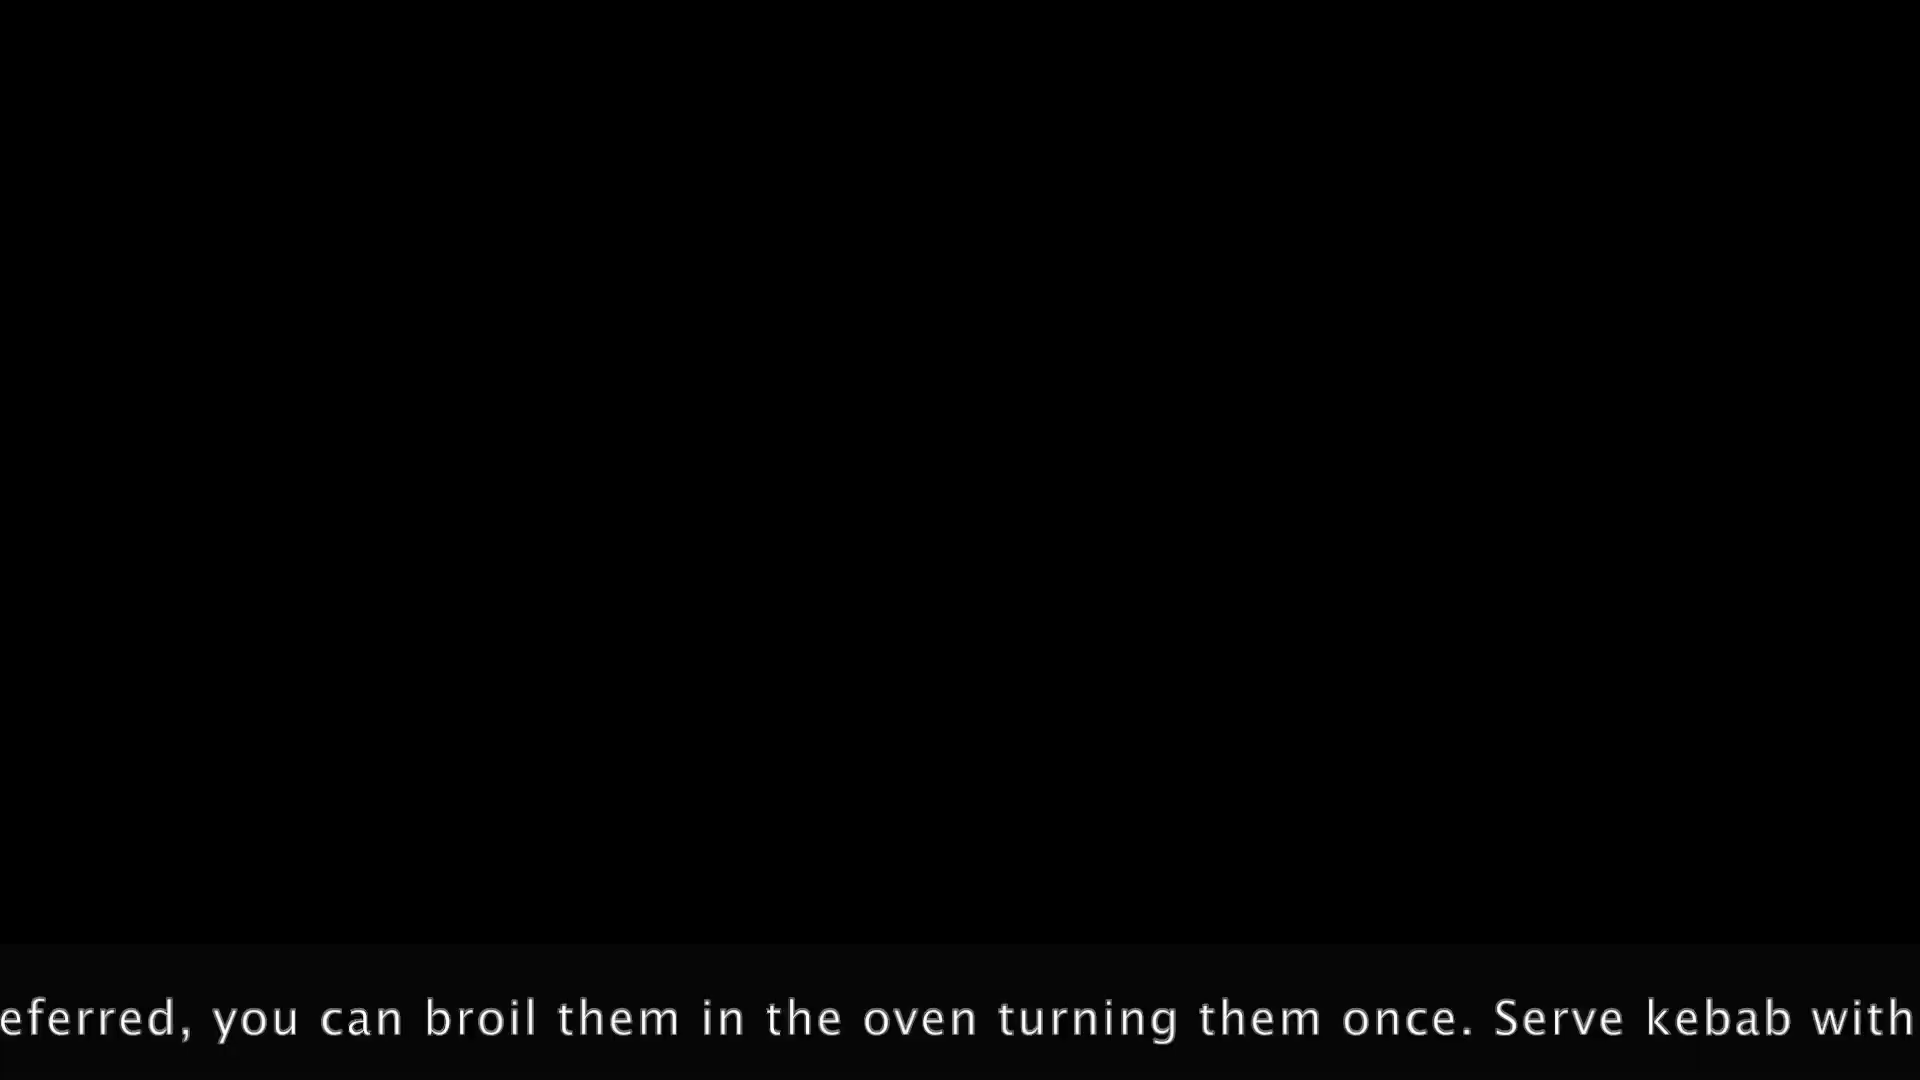 eferred, you can broil them in the oven turning them once. Serve kebab with